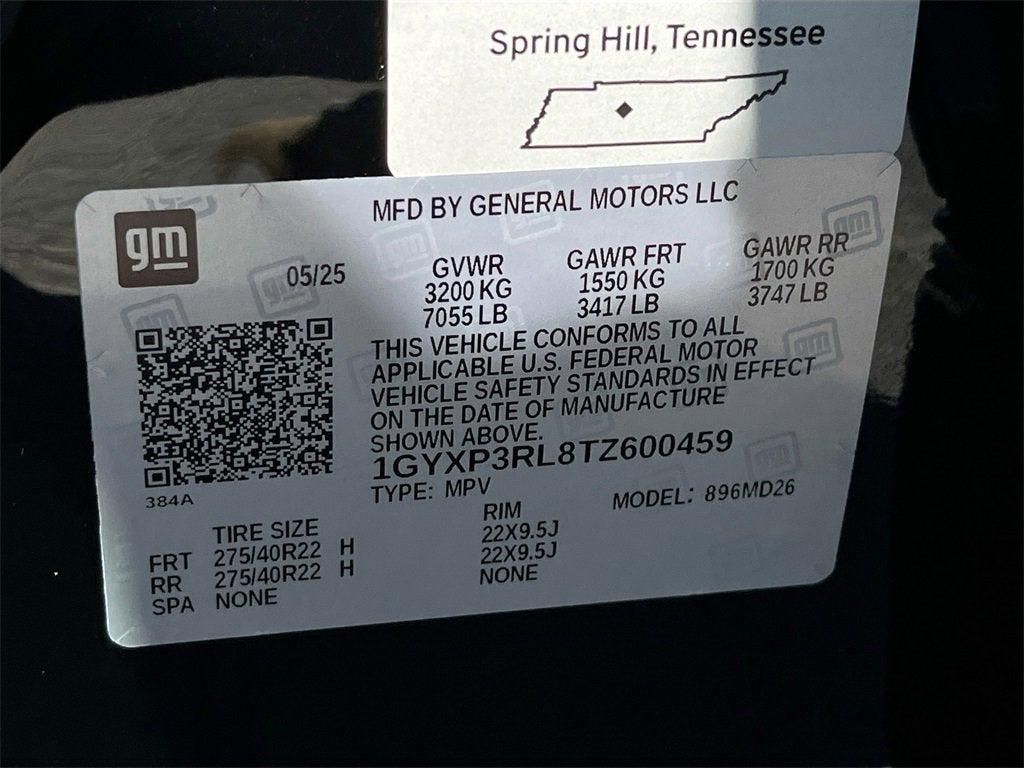 Spring Hill, Tennessee
gm
MFD BY GENERAL MOTORS LLC
05/25
GVWR GAWR FRT GAWR RR
3200 KG 1550 KG 1700 KG
7055 LB 3417 LB 3747 LB
THIS VEHICLE CONFORMS TO ALL
APPLICABLE U.S. FEDERAL MOTOR
VEHICLE SAFETY STANDARDS IN EFFECT
ON THE DATE OF MANUFACTURE
SHOWN ABOVE.
1GYXP3RL8TZ600459
384A
TYPE: MPV MODEL: 896MD26
TIRE SIZE RIM
FRT 275/40R22 H 22X9.5J
RR 275/40R22 H 22X9.5J
SPA NONE NONE